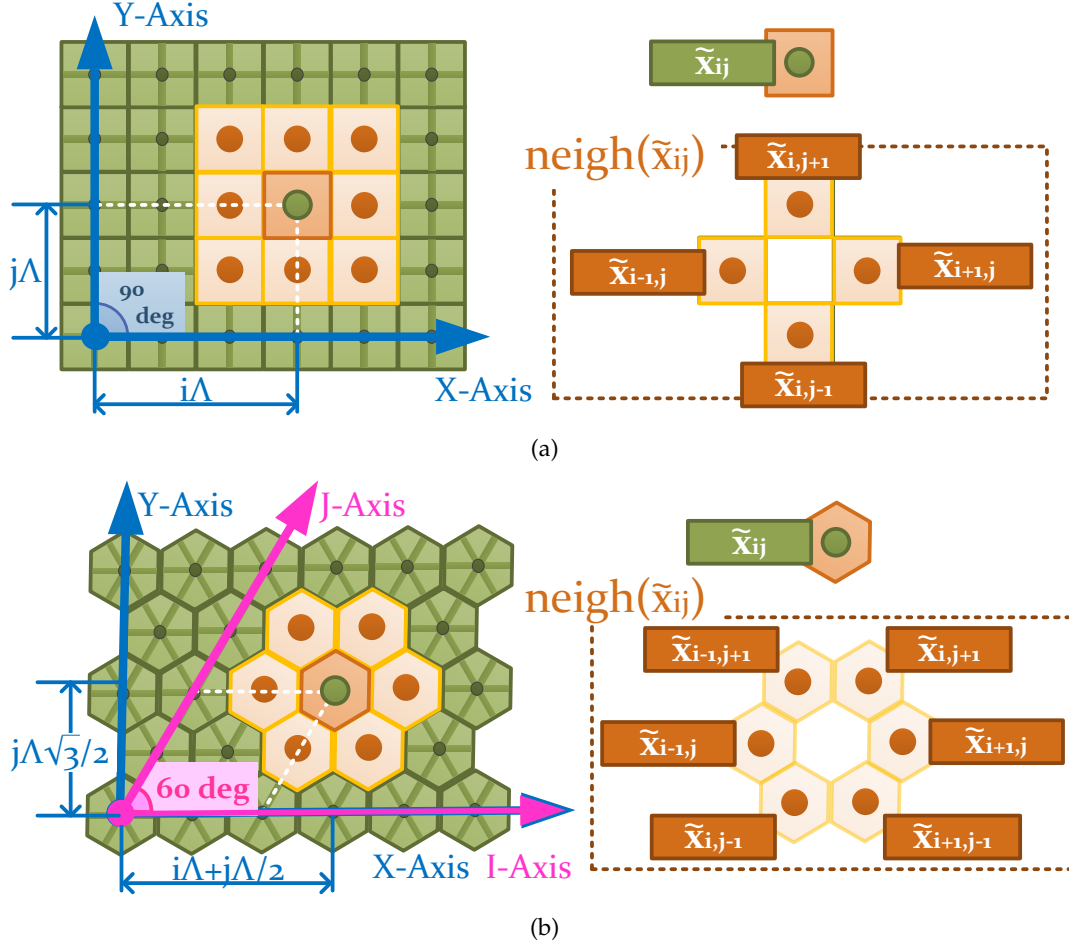 Y-Axis
x̃ij
neigh(x̃ij)
x̃i,j+1
jΛ
90
deg
x̃i-1,j
x̃i+1,j
x̃i,j-1
X-Axis
iΛ
(a)
Y-Axis
J-Axis
x̃ij
neigh(x̃ij)
x̃i-1,j+1
x̃i,j+1
jΛ√3/2
x̃i-1,j
x̃i+1,j
60 deg
x̃i,j-1
x̃i+1,j-1
iΛ+jΛ/2
X-Axis
I-Axis
(b)